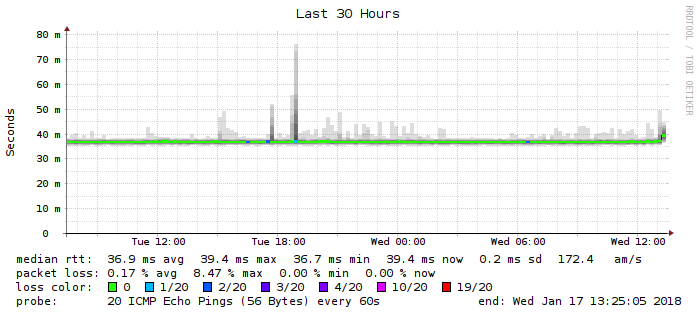 Last 30 Hours
RRDTOOL / TOBI OETIKER
Seconds
80 m
70 m
60 m
50 m
40 m
30 m
20 m
10 m
0
Tue 12:00 Tue 18:00 Wed 00:00 Wed 06:00 Wed 12:00
median rtt: 36.9 ms avg 39.4 ms max 36.7 ms min 39.4 ms now 0.2 ms sd 172.4 am/s
packet loss: 0.17 % avg 8.47 % max 0.00 % min 0.00 % now
loss color: 0 1/20 2/20 3/20 4/20 10/20 19/20
probe: 20 ICMP Echo Pings (56 Bytes) every 60s end: Wed Jan 17 13:25:05 2018